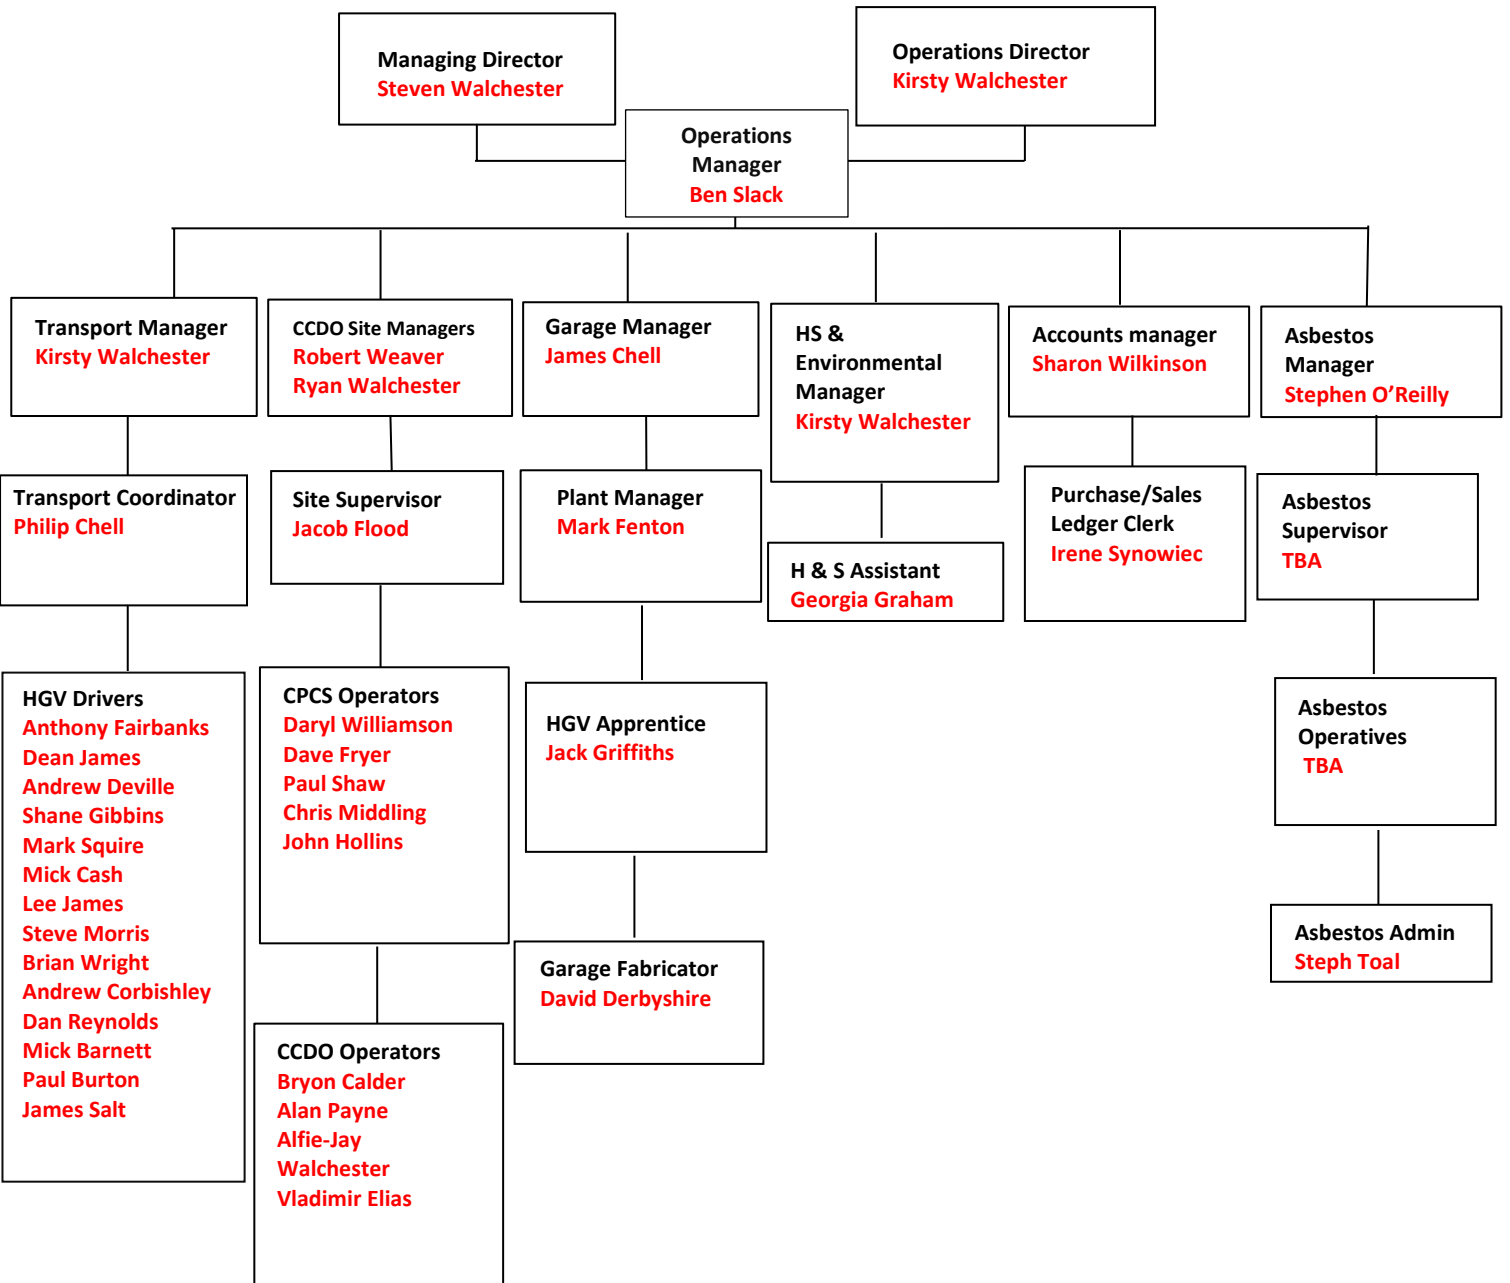 Managing Director
Steven Walchester
Operations Director
Kirsty Walchester
Operations
Manager
Ben Slack
Transport Manager
Kirsty Walchester
CCDO Site Managers
Robert Weaver
Ryan Walchester
Garage Manager
James Chell
HS &
Environmental
Manager
Kirsty Walchester
Accounts manager
Sharon Wilkinson
Asbestos
Manager
Stephen O’Reilly
Transport Coordinator
Philip Chell
Site Supervisor
Jacob Flood
Plant Manager
Mark Fenton
H & S Assistant
Georgia Graham
Purchase/Sales
Ledger Clerk
Irene Synowiec
Asbestos
Supervisor
TBA
HGV Drivers
Anthony Fairbanks
Dean James
Andrew Deville
Shane Gibbins
Mark Squire
Mick Cash
Lee James
Steve Morris
Brian Wright
Andrew Corbishley
Dan Reynolds
Mick Barnett
Paul Burton
James Salt
CPCS Operators
Daryl Williamson
Dave Fryer
Paul Shaw
Chris Middling
John Hollins
HGV Apprentice
Jack Griffiths
Asbestos
Operatives
TBA
Garage Fabricator
David Derbyshire
Asbestos Admin
Steph Toal
CCDO Operators
Bryon Calder
Alan Payne
Alfie-Jay
Walchester
Vladimir Elias